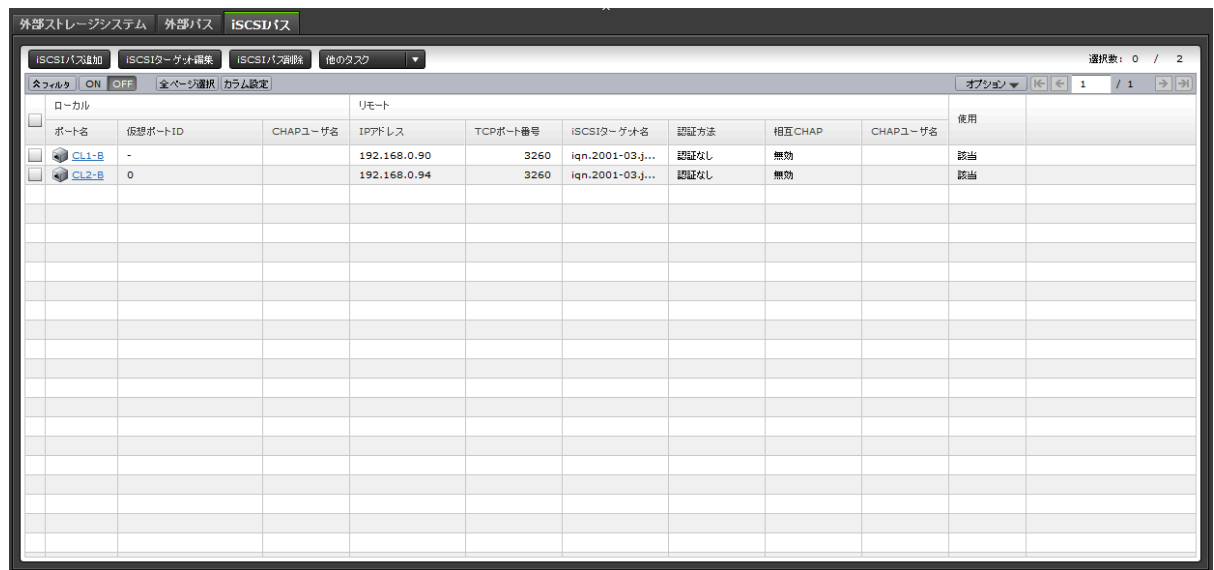 外部ストレージシステム 外部パス iSCSIパス
iSCSIパス追加 iSCSIターゲット編集 iSCSIパス削除 他のタスク 選択数: 0 / 2
フィルタ ON OFF 全ページ選択 カラム設定 オプション 1 / 1
ローカル リモート 使用
ポート名 仮想ポートID CHAPユーザ名 IPアドレス TCPポート番号 iSCSIターゲット名 認証方法 相互CHAP CHAPユーザ名
CL1-B - 192.168.0.90 3260 iqn.2001-03.j... 認証なし 無効 該当
CL2-B 0 192.168.0.94 3260 iqn.2001-03.j... 認証なし 無効 該当